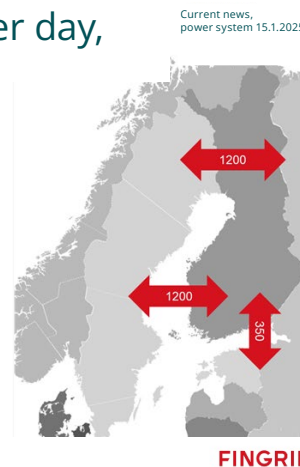 er day,
Current news,
power system 15.1.2025
1200
1200
350
FINGRI